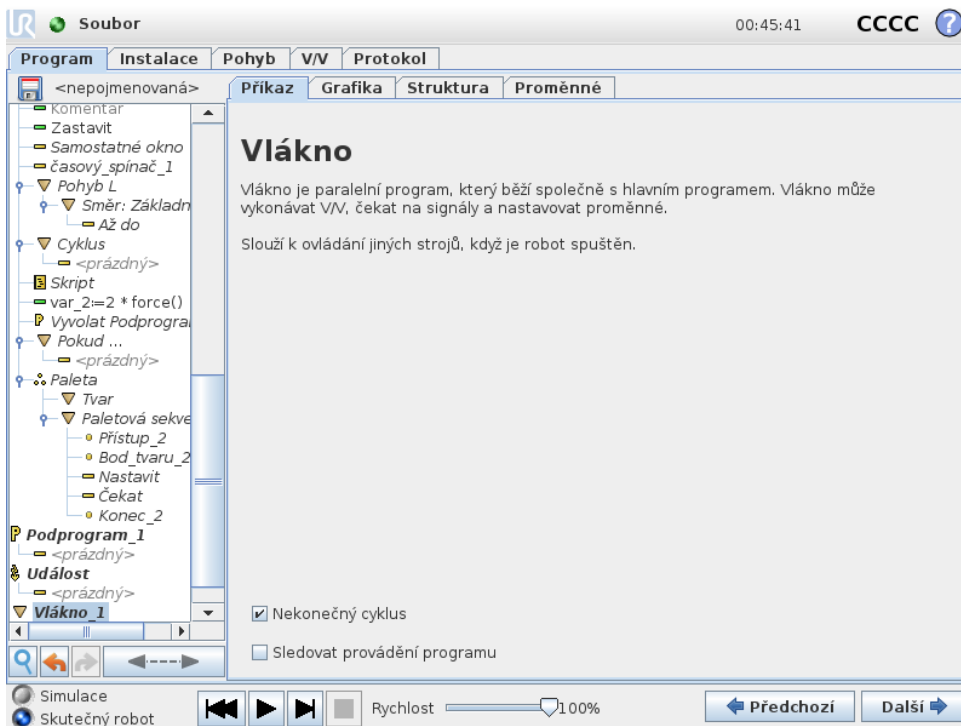 UR Soubor 00:45:41 CCCC ?
Program Instalace Pohyb V/V Protokol
<nepojmenovaná> Příkaz Grafika Struktura Proměnné
Komentář
Zastavit
Samostatné okno
časový_spínač_1
Pohyb L
Směr: Základn
Až do
Cyklus
<prázdný>
Skript
var_2:=2 * force()
Vyvolat Podprogra
Pokud ...
<prázdný>
Paleta
Tvar
Paletová sekve
Přístup_2
Bod_tvaru_2
Nastavit
Čekat
Konec_2
P Podprogram_1
<prázdný>
Událost
<prázdný>
Vlákno_1
Vlákno
Vlákno je paralelní program, který běží společně s hlavním programem. Vlákno může
vykonávat V/V, čekat na signály a nastavovat proměnné.
Slouží k ovládání jiných strojů, když je robot spuštěn.
Nekonečný cyklus
Sledovat provádění programu
Simulace
Skutečný robot
Rychlost 100%
Předchozí Další